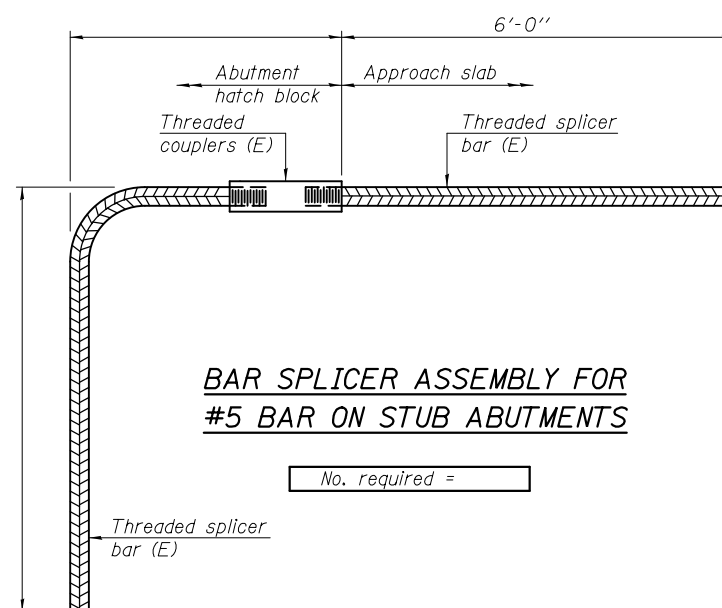 6'-0"
Abutment
hatch block
Approach slab
Threaded
couplers (E)
Threaded splicer
bar (E)
BAR SPLICER ASSEMBLY FOR
#5 BAR ON STUB ABUTMENTS
No. required =
Threaded splicer
bar (E)